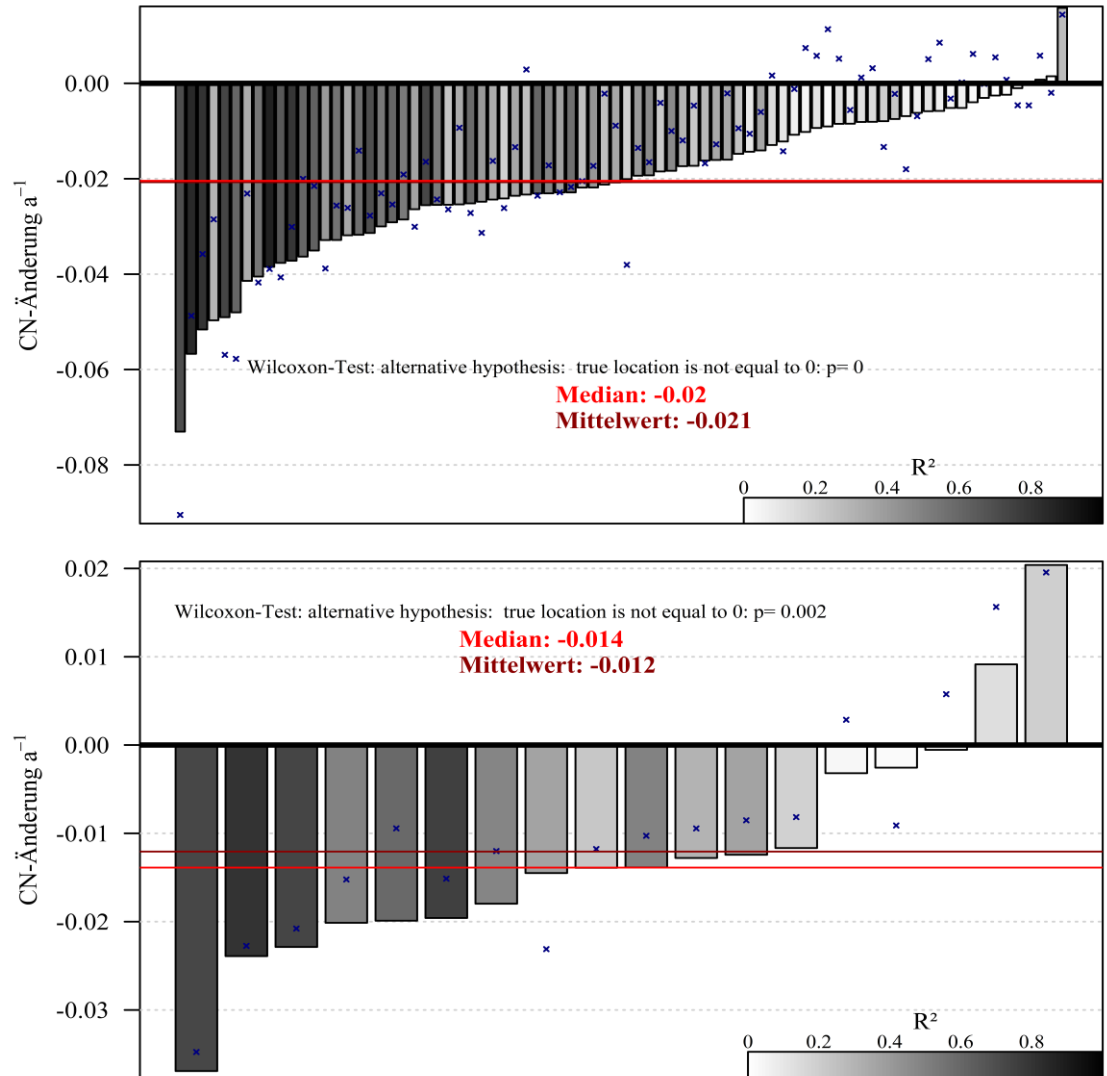 0.00
-0.02
-0.04
-0.06
-0.08
CN-Änderung a⁻¹
Wilcoxon-Test: alternative hypothesis:  true location is not equal to 0: p= 0
Median: -0.02
Mittelwert: -0.021
R²
0 0.2 0.4 0.6 0.8
0.02
0.01
0.00
-0.01
-0.02
-0.03
CN-Änderung a⁻¹
Wilcoxon-Test: alternative hypothesis:  true location is not equal to 0: p= 0.002
Median: -0.014
Mittelwert: -0.012
R²
0 0.2 0.4 0.6 0.8